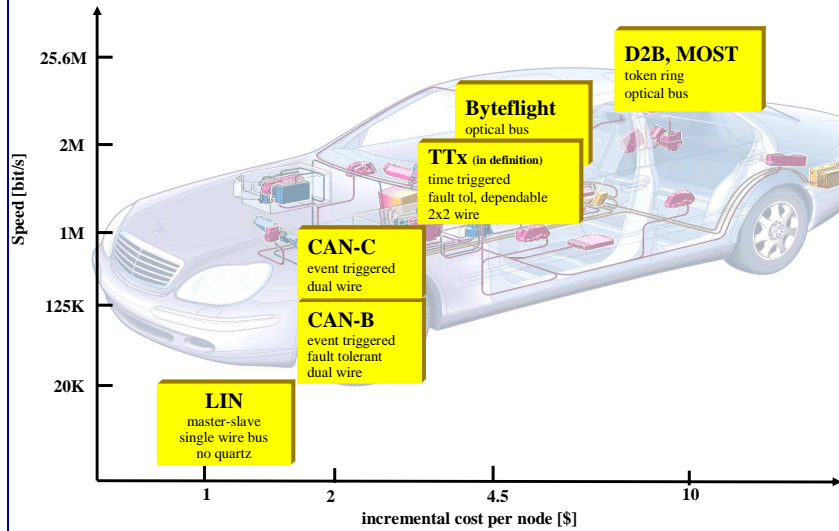 25.6M
2M
1M
125K
20K
Speed [bit/s]
D2B, MOST
token ring
optical bus
Byteflight
optical bus
TTx (in definition)
time triggered
fault tol, dependable
2x2 wire
CAN-C
event triggered
dual wire
CAN-B
event triggered
fault tolerant
dual wire
LIN
master-slave
single wire bus
no quartz
1
2
4.5
10
incremental cost per node [$]